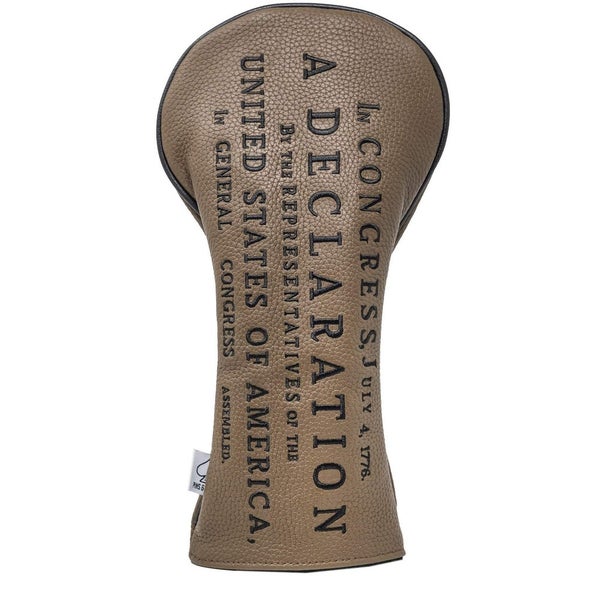 In CONGRESS, July 4, 1776.
A DECLARATION
By the REPRESENTATIVES of the
UNITED STATES OF AMERICA,
In GENERAL CONGRESS ASSEMBLED.